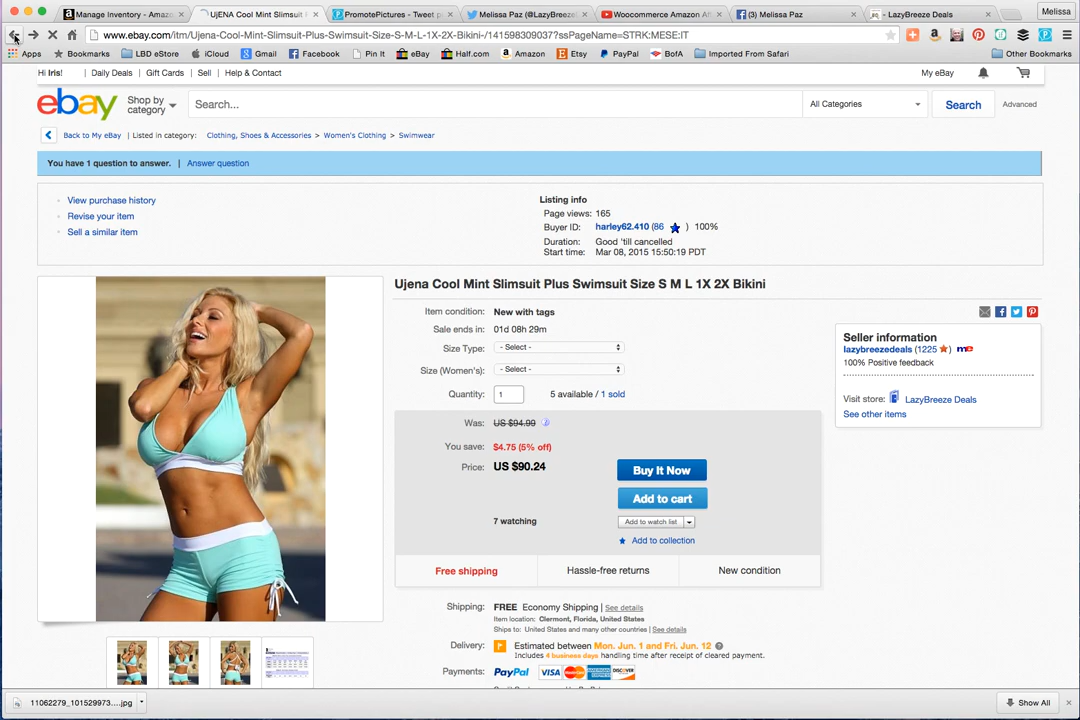 Manage Inventory - Amaz
UjENA Cool Mint Slimsuit
PromotePictures - Tweet p
Melissa Paz (@LazyBreeze
Woocommerce Amazon Af
(3) Melissa Paz
- LazyBreeze Deals
Melissa
www.ebay.com/itm/Ujena-Cool-Mint-Slimsuit-Plus-Swimsuit-Size-S-M-L-1X-2X-Bikini-/141598309037?ssPageName=STRK:MESE:IT
Apps Bookmarks LBD eStore iCloud Gmail Facebook Pin It eBay Half.com Amazon Etsy PayPal BofA Imported From Safari Other Bookmarks
Hi Iris! Daily Deals Gift Cards Sell Help & Contact My eBay
ebay Shop by category Search... All Categories Search Advanced
Back to My eBay | Listed in category: Clothing, Shoes & Accessories > Women's Clothing > Swimwear
You have 1 question to answer. | Answer question
View purchase history
Revise your item
Sell a similar item
Listing info
Page views: 165
Buyer ID: harley62.410 (86 ) 100%
Duration: Good 'till cancelled
Start time: Mar 08, 2015 15:50:19 PDT
Ujena Cool Mint Slimsuit Plus Swimsuit Size S M L 1X 2X Bikini
Item condition: New with tags
Sale ends in: 01d 08h 29m
Size Type: - Select -
Size (Women's): - Select -
Quantity: 1 5 available / 1 sold
Was: US $94.99
You save: $4.75 (5% off)
Price: US $90.24
Buy It Now
Add to cart
7 watching
Add to watch list
Add to collection
Free shipping Hassle-free returns New condition
Shipping: FREE Economy Shipping | See details
Item location: Clermont, Florida, United States
Ships to: United States and many other countries | See details
Delivery: Estimated between Mon. Jun. 1 and Fri. Jun. 12
Includes 4 business days handling time after receipt of cleared payment.
Payments: PayPal VISA MasterCard AMERICAN EXPRESS DISCOVER
Seller information
lazybreezedeals (1225 ) me
100% Positive feedback
Visit store: LazyBreeze Deals
See other items
11062279_101529973....jpg
Show All